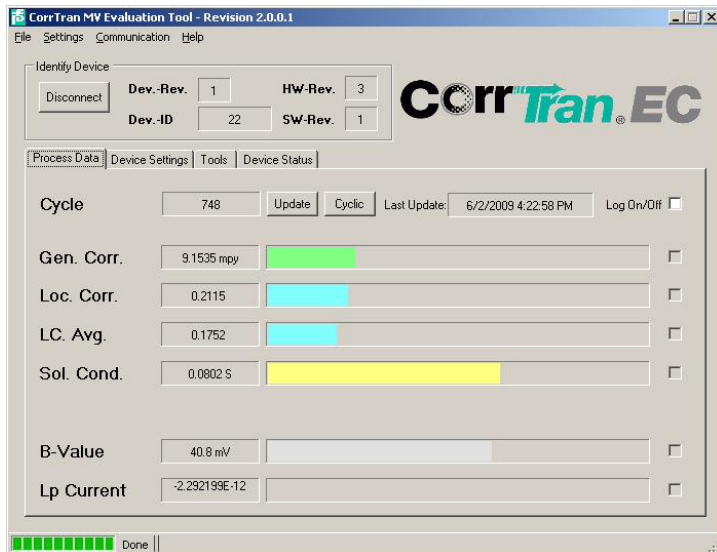 CorrTran MV Evaluation Tool - Revision 2.0.0.1
File Settings Communication Help
Identify Device
Disconnect Dev.-Rev. 1 HW-Rev. 3
Dev.-ID 22 SW-Rev. 1
CorrTran® EC
Process Data Device Settings Tools Device Status
Cycle 748 Update Cyclic Last Update: 6/2/2009 4:22:58 PM Log On/Off
Gen. Corr. 9.1535 mpy
Loc. Corr. 0.2115
LC. Avg. 0.1752
Sol. Cond. 0.0802 S
B-Value 40.8 mV
Lp Current -2.292199E-12
Done